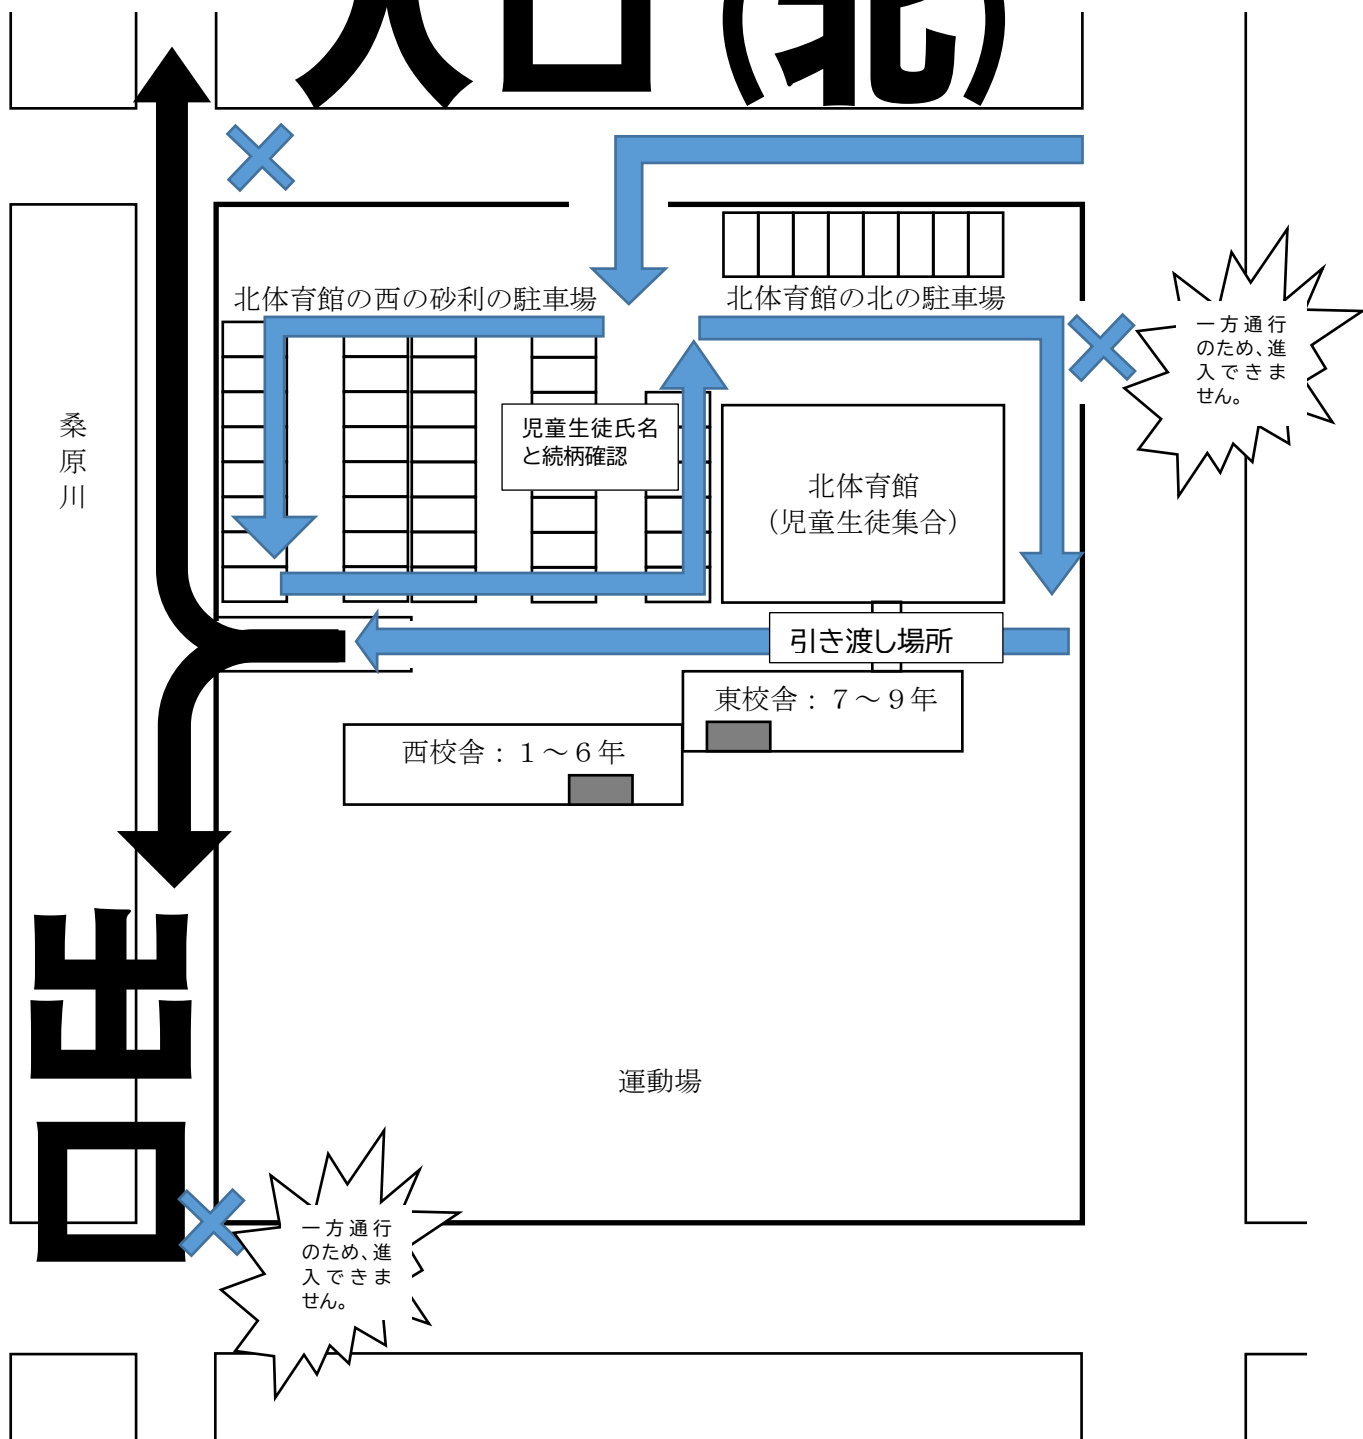 入口(北)
北体育館の西の砂利の駐車場
北体育館の北の駐車場
一方通行
のため、進
入できま
せん。
児童生徒氏名
と続柄確認
桑原川
北体育館
（児童生徒集合）
引き渡し場所
東校舎：７～９年
西校舎：１～６年
出口
運動場
一方通行
のため、進
入できま
せん。